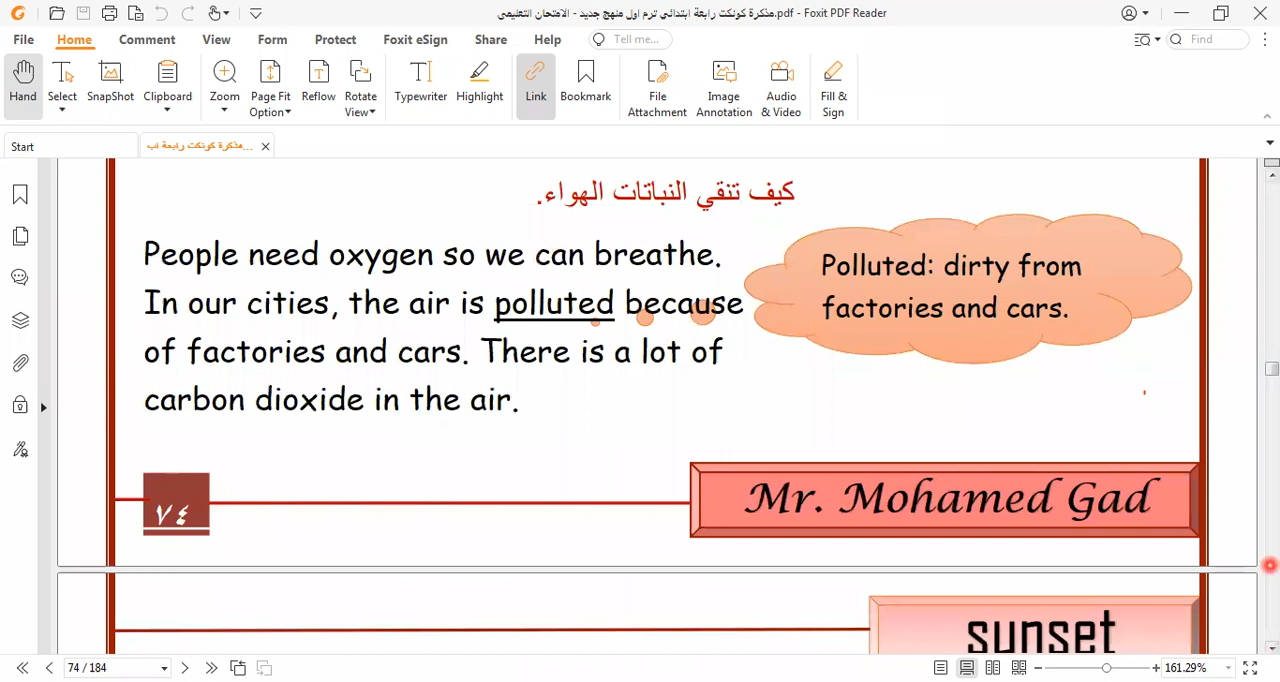 مذكرة كونكت رابعة ابتدائي ترم اول منهج جديد - الامتحان التعليمي.pdf - Foxit PDF Reader
File Home Comment View Form Protect Foxit eSign Share Help Tell me... Find
Hand Select SnapShot Clipboard Zoom Page Fit Option Reflow Rotate View Typewriter Highlight Link Bookmark File Attachment Image Annotation Audio & Video Fill & Sign
Start مذكرة كونكت رابعة اب...
كيف تنقي النباتات الهواء.
People need oxygen so we can breathe.
In our cities, the air is polluted because
of factories and cars. There is a lot of
carbon dioxide in the air.
Polluted: dirty from
factories and cars.
٧٤
Mr. Mohamed Gad
sunset
74 / 184
161.29%